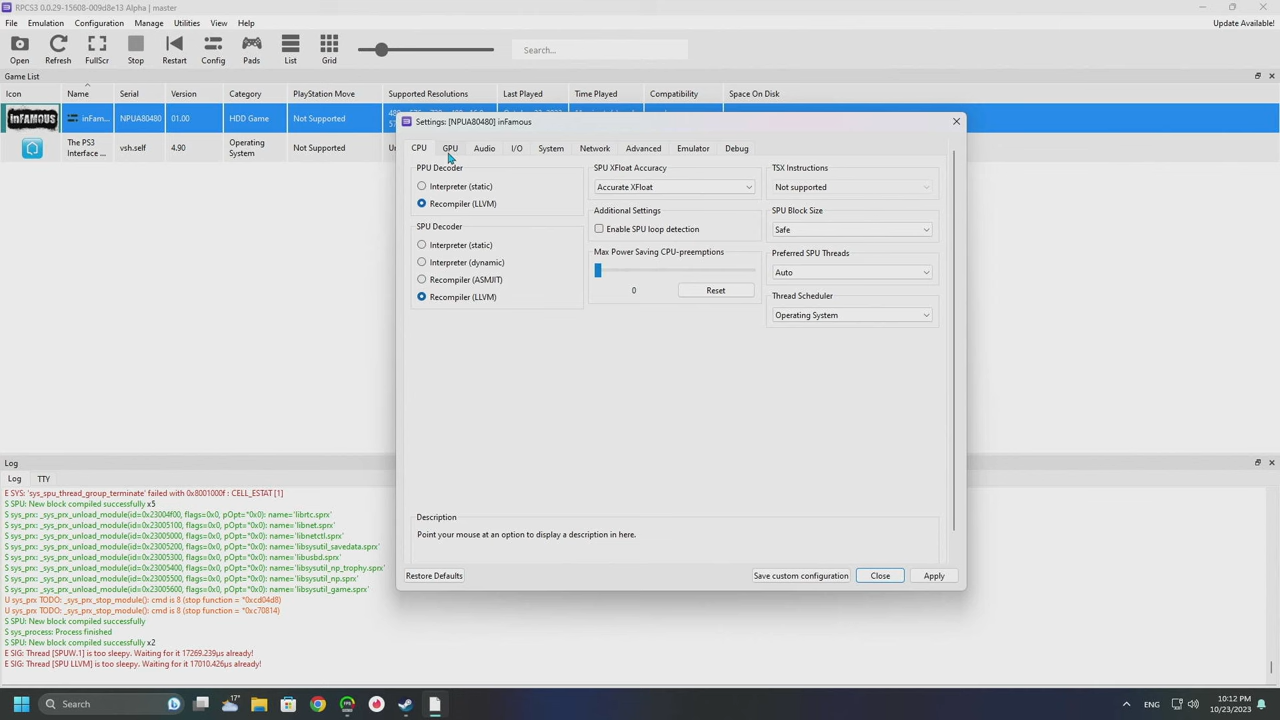 RPCS3 0.0.29-15608-009d8e13 Alpha | master
File Emulation Configuration Manage Utilities View Help
Update Available!
Open Refresh FullScr Stop Restart Config Pads List Grid
Search...
Game List
Icon Name Serial Version Category PlayStation Move Supported Resolutions Last Played Time Played Compatibility Space On Disk
inFAMOUS inFam... NPUA80480 01.00 HDD Game Not Supported
The PS3 Interface ... vsh.self 4.90 Operating System Not Supported
Settings: [NPUA80480] inFamous
CPU GPU Audio I/O System Network Advanced Emulator Debug
PPU Decoder
Interpreter (static)
Recompiler (LLVM)
SPU Decoder
Interpreter (static)
Interpreter (dynamic)
Recompiler (ASMJIT)
Recompiler (LLVM)
SPU XFloat Accuracy
Accurate XFloat
Additional Settings
Enable SPU loop detection
Max Power Saving CPU-preemptions
0 Reset
TSX Instructions
Not supported
SPU Block Size
Safe
Preferred SPU Threads
Auto
Thread Scheduler
Operating System
Description
Point your mouse at an option to display a description in here.
Restore Defaults Save custom configuration Close Apply
Log
Log TTY
E SYS: 'sys_spu_thread_group_terminate' failed with 0x8001000f : CELL_ESTAT [1]
S SPU: New block compiled successfully x5
S sys_prx: _sys_prx_unload_module(id=0x23004f00, flags=0x0, pOpt=*0x0): name='librtc.sprx'
S sys_prx: _sys_prx_unload_module(id=0x23005100, flags=0x0, pOpt=*0x0): name='libnet.sprx'
S sys_prx: _sys_prx_unload_module(id=0x23005000, flags=0x0, pOpt=*0x0): name='libnetctl.sprx'
S sys_prx: _sys_prx_unload_module(id=0x23005200, flags=0x0, pOpt=*0x0): name='libsysutil_savedata.sprx'
S sys_prx: _sys_prx_unload_module(id=0x23005300, flags=0x0, pOpt=*0x0): name='libusbd.sprx'
S sys_prx: _sys_prx_unload_module(id=0x23005400, flags=0x0, pOpt=*0x0): name='libsysutil_np_trophy.sprx'
S sys_prx: _sys_prx_unload_module(id=0x23005500, flags=0x0, pOpt=*0x0): name='libsysutil_np.sprx'
S sys_prx: _sys_prx_unload_module(id=0x23005600, flags=0x0, pOpt=*0x0): name='libsysutil_game.sprx'
U sys_prx TODO: _sys_prx_stop_module(): cmd is 8 (stop function = *0xcd04d8)
U sys_prx TODO: _sys_prx_stop_module(): cmd is 8 (stop function = *0xc70814)
S SPU: New block compiled successfully
S sys_process: Process finished
S SPU: New block compiled successfully x2
E SIG: Thread [SPUW.1] is too sleepy. Waiting for it 17269.239µs already!
E SIG: Thread [SPU LLVM] is too sleepy. Waiting for it 17010.426µs already!
Search
17°
ENG
10:12 PM
10/23/2023